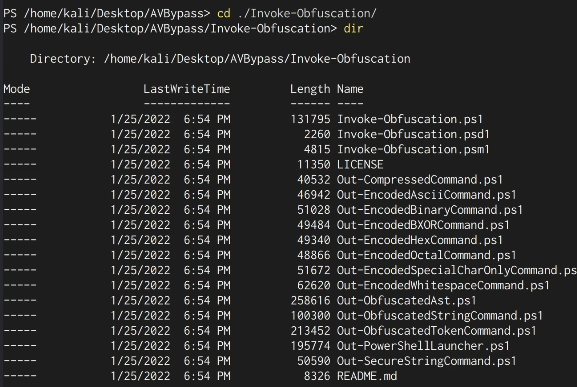 PS /home/kali/Desktop/AVBypass> cd ./Invoke-Obfuscation/
PS /home/kali/Desktop/AVBypass/Invoke-Obfuscation> dir
Directory: /home/kali/Desktop/AVBypass/Invoke-Obfuscation
Mode LastWriteTime Length Name
---- ------------- ------ ----
----- 1/25/2022 6:54 PM 131795 Invoke-Obfuscation.ps1
----- 1/25/2022 6:54 PM 2260 Invoke-Obfuscation.psd1
----- 1/25/2022 6:54 PM 4815 Invoke-Obfuscation.psm1
----- 1/25/2022 6:54 PM 11350 LICENSE
----- 1/25/2022 6:54 PM 40532 Out-CompressedCommand.ps1
----- 1/25/2022 6:54 PM 46942 Out-EncodedAsciiCommand.ps1
----- 1/25/2022 6:54 PM 51028 Out-EncodedBinaryCommand.ps1
----- 1/25/2022 6:54 PM 49484 Out-EncodedBXORCommand.ps1
----- 1/25/2022 6:54 PM 49340 Out-EncodedHexCommand.ps1
----- 1/25/2022 6:54 PM 48866 Out-EncodedOctalCommand.ps1
----- 1/25/2022 6:54 PM 51672 Out-EncodedSpecialCharOnlyCommand.ps
----- 1/25/2022 6:54 PM 62620 Out-EncodedWhitespaceCommand.ps1
----- 1/25/2022 6:54 PM 258616 Out-ObfuscatedAst.ps1
----- 1/25/2022 6:54 PM 100300 Out-ObfuscatedStringCommand.ps1
----- 1/25/2022 6:54 PM 213452 Out-ObfuscatedTokenCommand.ps1
----- 1/25/2022 6:54 PM 195774 Out-PowerShellLauncher.ps1
----- 1/25/2022 6:54 PM 50590 Out-SecureStringCommand.ps1
----- 1/25/2022 6:54 PM 8326 README.md